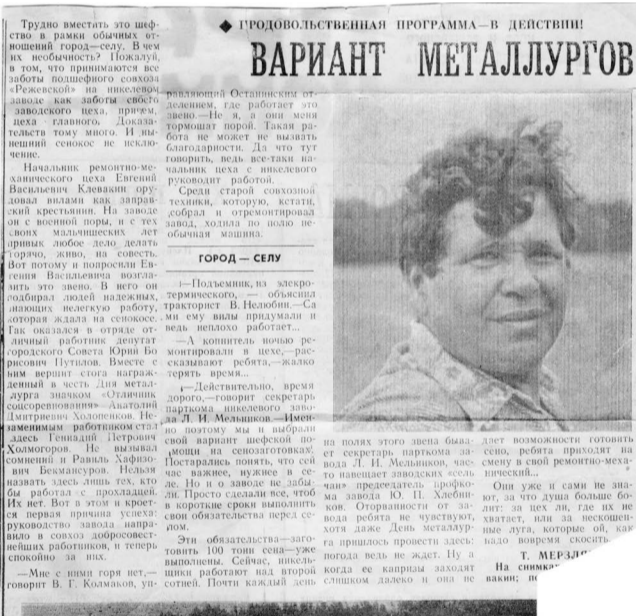 ◆ ПРОДОВОЛЬСТВЕННАЯ ПРОГРАММА—В ДЕЙСТВИИ!
ВАРИАНТ МЕТАЛЛУРГОВ
Трудно вместить это шеф-
ство в рамки обычных от-
ношений город—селу. В чем
их необычность? Пожалуй,
в том, что принимаются все
заботы подшефного совхоза
«Режевской» на никелевом
заводе как заботы своего
заводского цеха, причем,
цеха главного. Доказа-
тельств тому много. И ны-
нешний сенокос не исклю-
чение.
Начальник ремонтно-ме-
ханического цеха Евгений
Васильевич Клевакин ору-
довал вилами как заправ-
ский крестьянин. На заводе
он с военной поры, и с тех
своих мальчишеских лет
привык любое дело делать
горячо, живо, на совесть.
Вот потому и попросили Ев-
гения Васильевича возгла-
вить это звено. В него он
подбирал людей надежных,
знающих нелегкую работу,
которая ждала на сенокосе.
Так оказался в отряде от-
личный работник депутат
городского Совета Юрий Бо-
рисович Путилов. Вместе с
ним вершит стога награж-
денный в честь Дня метал-
лурга значком «Отличник
соцсоревнования» Анатолий
Дмитриевич Холопенков. Не-
заменимым работником стал
здесь Геннадий Петрович
Холмогоров. Не вызывал
сомнений и Равиль Хафизо-
вич Бекмансуров. Нельзя
назвать здесь лишь тех, кто
бы работал с прохладцей.
Их нет. Вот в этом и кроет-
ся первая причина успеха:
руководство завода напра-
вило в совхоз добросовест-
нейших работников, и теперь
спокойно за них.
—Мне с ними горя нет,—
говорит В. Г. Колмаков, уп-
равляющий Останинским от-
делением, где работает это
звено.—Не я, а они меня
тормошат порой. Такая ра-
бота не может не вызвать
благодарности. Да что тут
говорить, ведь все-таки на-
чальник цеха с никелевого
руководит работой.
Среди старой совхозной
техники, которую, кстати,
собрал и отремонтировал
завод, ходила по полю не-
обычная машина.
ГОРОД — СЕЛУ
—Подъемник, из элекро-
термического, — объяснил
тракторист В. Нелюбин.—Са
ми ему вилы придумали и
ведь неплохо работает...
—А копнитель ночью ре-
монтировали в цехе,—рас-
сказывают ребята,—жалко
терять время...
—Действительно, время
дорого,—говорит секретарь
парткома никелевого заво-
да Л. И. Мельников.—Имен-
но поэтому мы и выбрали
свой вариант шефской по-
мощи на сенозаготовках.
Постарались понять, что сей
час важнее, нужнее в се-
ле. Но и о заводе не забы-
ли. Просто сделали все, чтоб
в короткие сроки выполнить
свои обязательства перед се-
лом.
Эти обязательства—заго-
товить 100 тонн сена—уже
выполнены. Сейчас, никель-
щики работают над второй
сотней. Почти каждый день
на полях этого звена быва-
ет секретарь парткома за-
вода Л. И. Мельников, час-
то навещает заводских «сель
чан» председатель профко-
ма завода Ю. П. Хлебни-
ков. Оторванности от за-
вода ребята не чувствуют,
хотя даже День металлур-
га пришлось провести здесь:
погода ведь не ждет. Ну а
когда ее капризы заходят
слишком далеко и она не
дает возможности готовить
сено, ребята приходят на
смену в свой ремонтно-меха-
нический...
Они уже и сами не зна-
ют, за что душа больше бо-
лит: за цех ли, где их не
хватает, или за нескошен-
ные луга, которые ой, как
надо вовремя скосить.
Т. МЕРЗЛЯ
На снимках
вакин; по